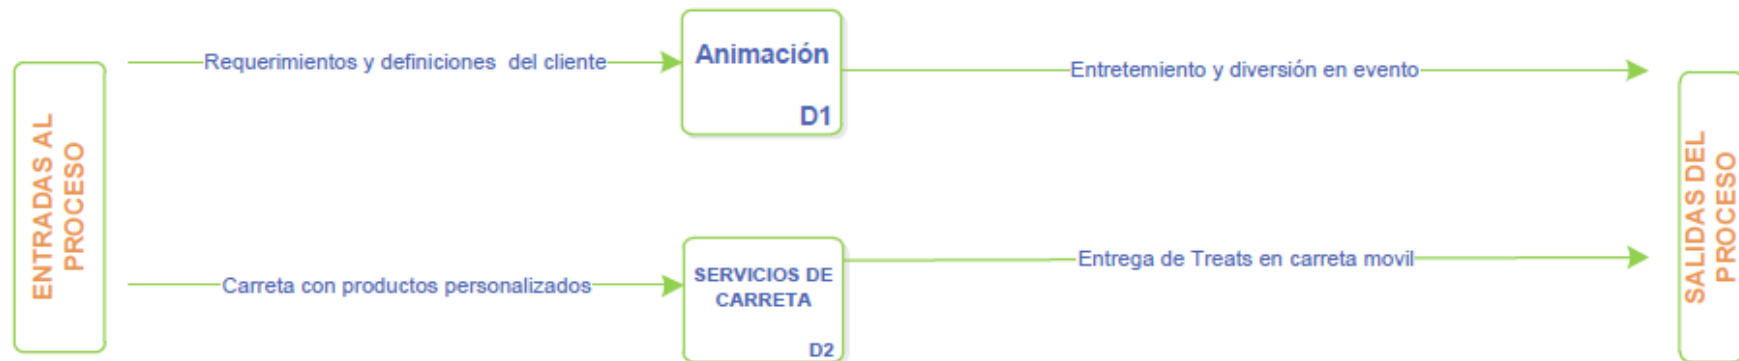 ENTRADAS AL
PROCESO
Requerimientos y definiciones del cliente
Animación
D1
Entretemiento y diversión en evento
Carreta con productos personalizados
SERVICIOS DE
CARRETA
D2
Entrega de Treats en carreta movil
SALIDAS DEL
PROCESO